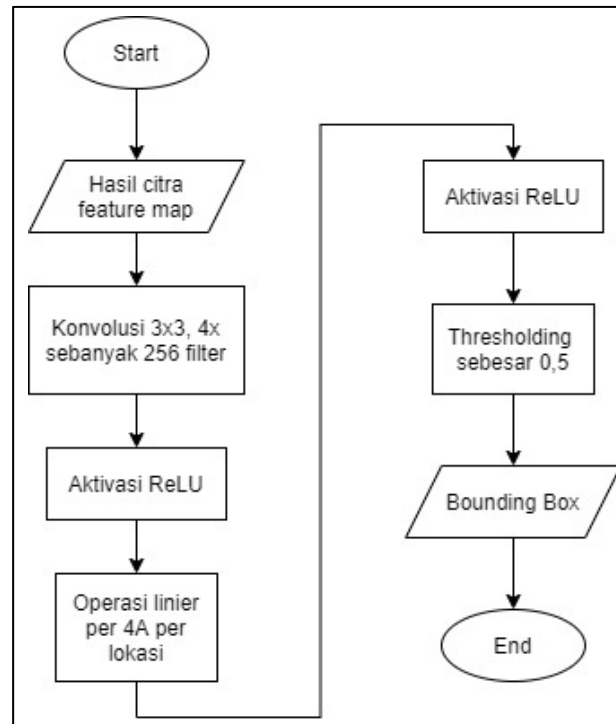 Start
Hasil citra
feature map
Konvolusi 3x3, 4x
sebanyak 256 filter
Aktivasi ReLU
Operasi linier
per 4A per
lokasi
Aktivasi ReLU
Thresholding
sebesar 0,5
Bounding Box
End